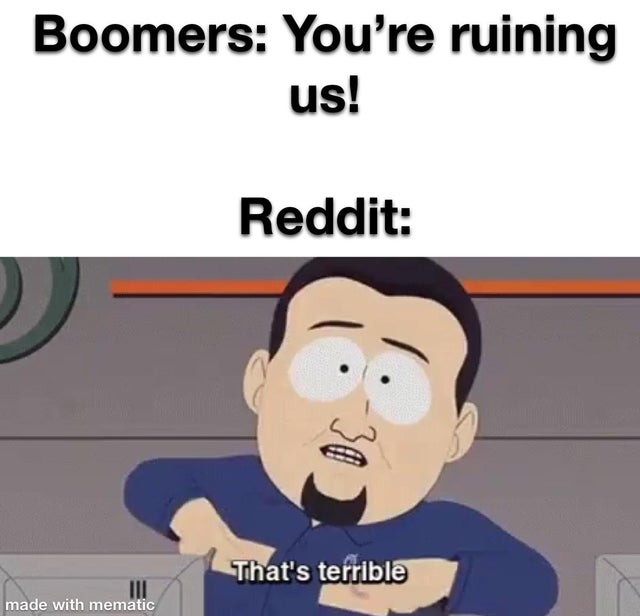 Boomers: You're ruining
us!
Reddit:
That's terrible
made with mematic